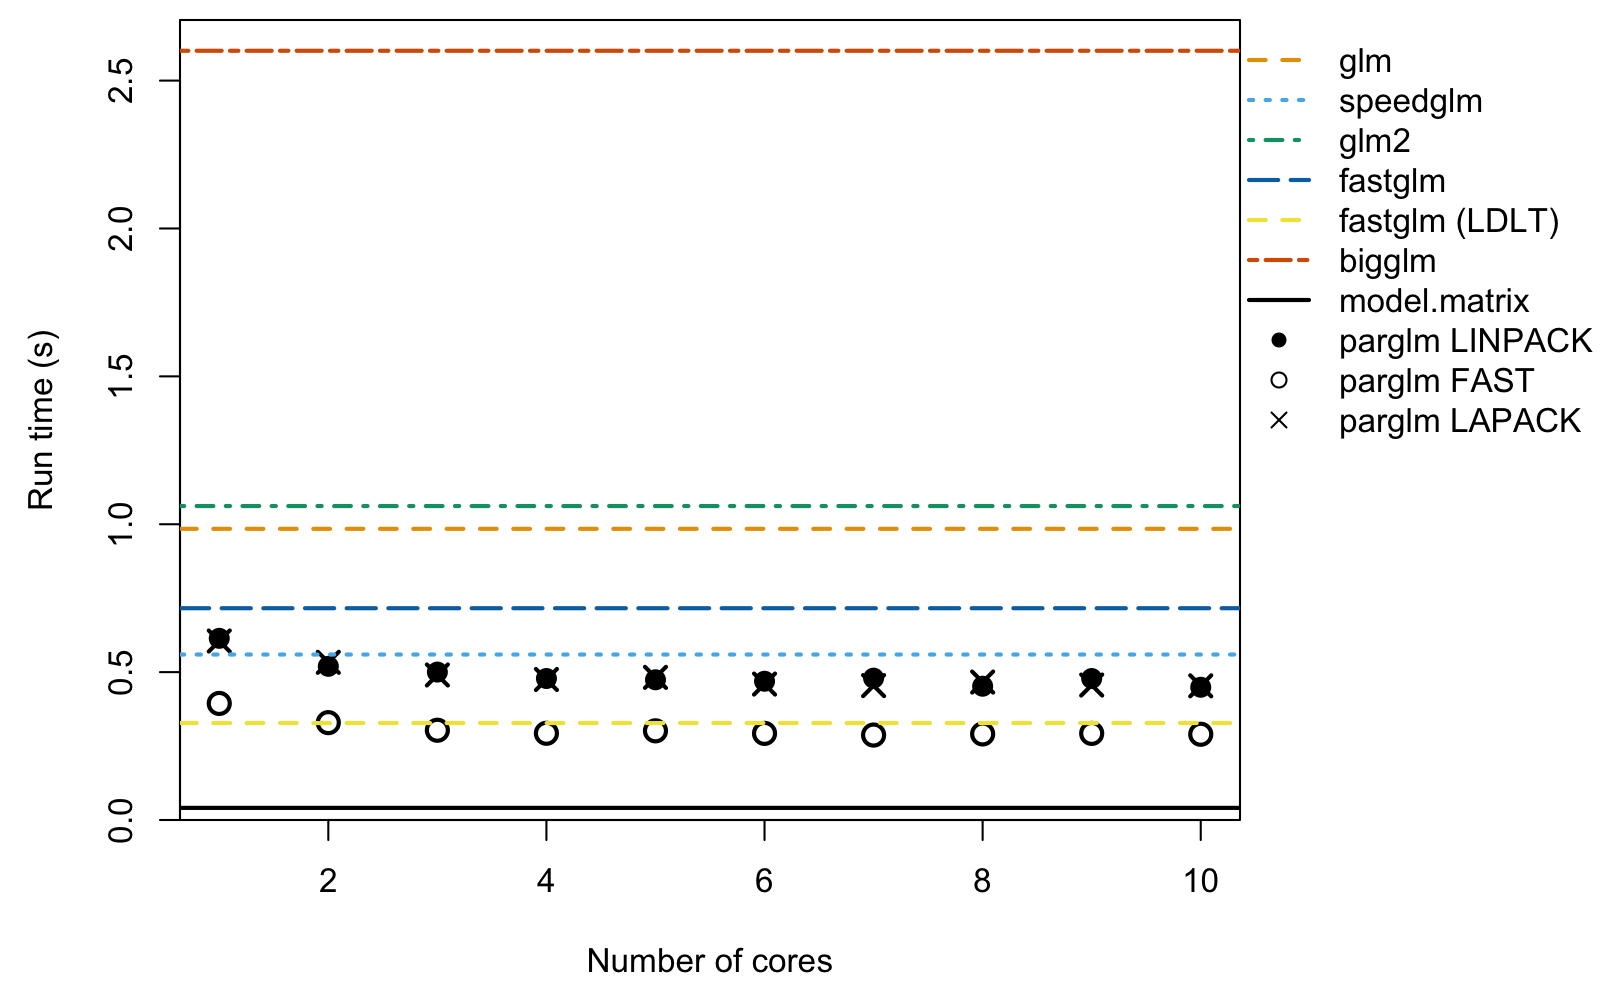 2.5
2.0
1.5
1.0
0.5
0.0
Run time (s)
2
4
6
8
10
Number of cores
glm
speedglm
glm2
fastglm
fastglm (LDLT)
bigglm
model.matrix
parglm LINPACK
parglm FAST
parglm LAPACK